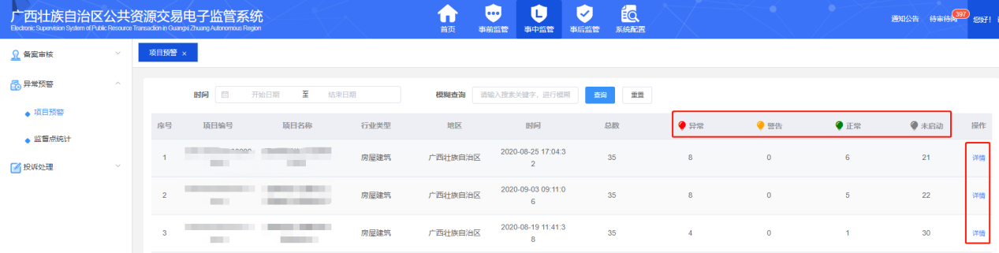 广西壮族自治区公共资源交易电子监管系统
Electronic Supervision System of Public Resource Transaction in Guangxi Zhuang Autonomous Region
首页
事前监管
事中监管
事后监管
系统配置
通知公告
待审待阅
397
您好！
备案审核
异常预警
项目预警
监督点统计
投诉处理
项目预警 ×
时间 开始日期 至 结束日期 模糊查询 请输入搜索关键字，进行模糊 查询 重置
序号 项目编号 项目名称 行业类型 地区 时间 总数 异常 警告 正常 未启动 操作
1 房屋建筑 广西壮族自治区 2020-08-25 17:04:3 35 8 0 6 21 详情
2
2 房屋建筑 广西壮族自治区 2020-09-03 09:11:0 35 8 0 5 22 详情
6
3 房屋建筑 广西壮族自治区 2020-08-19 11:41:3 35 4 0 1 30 详情
8